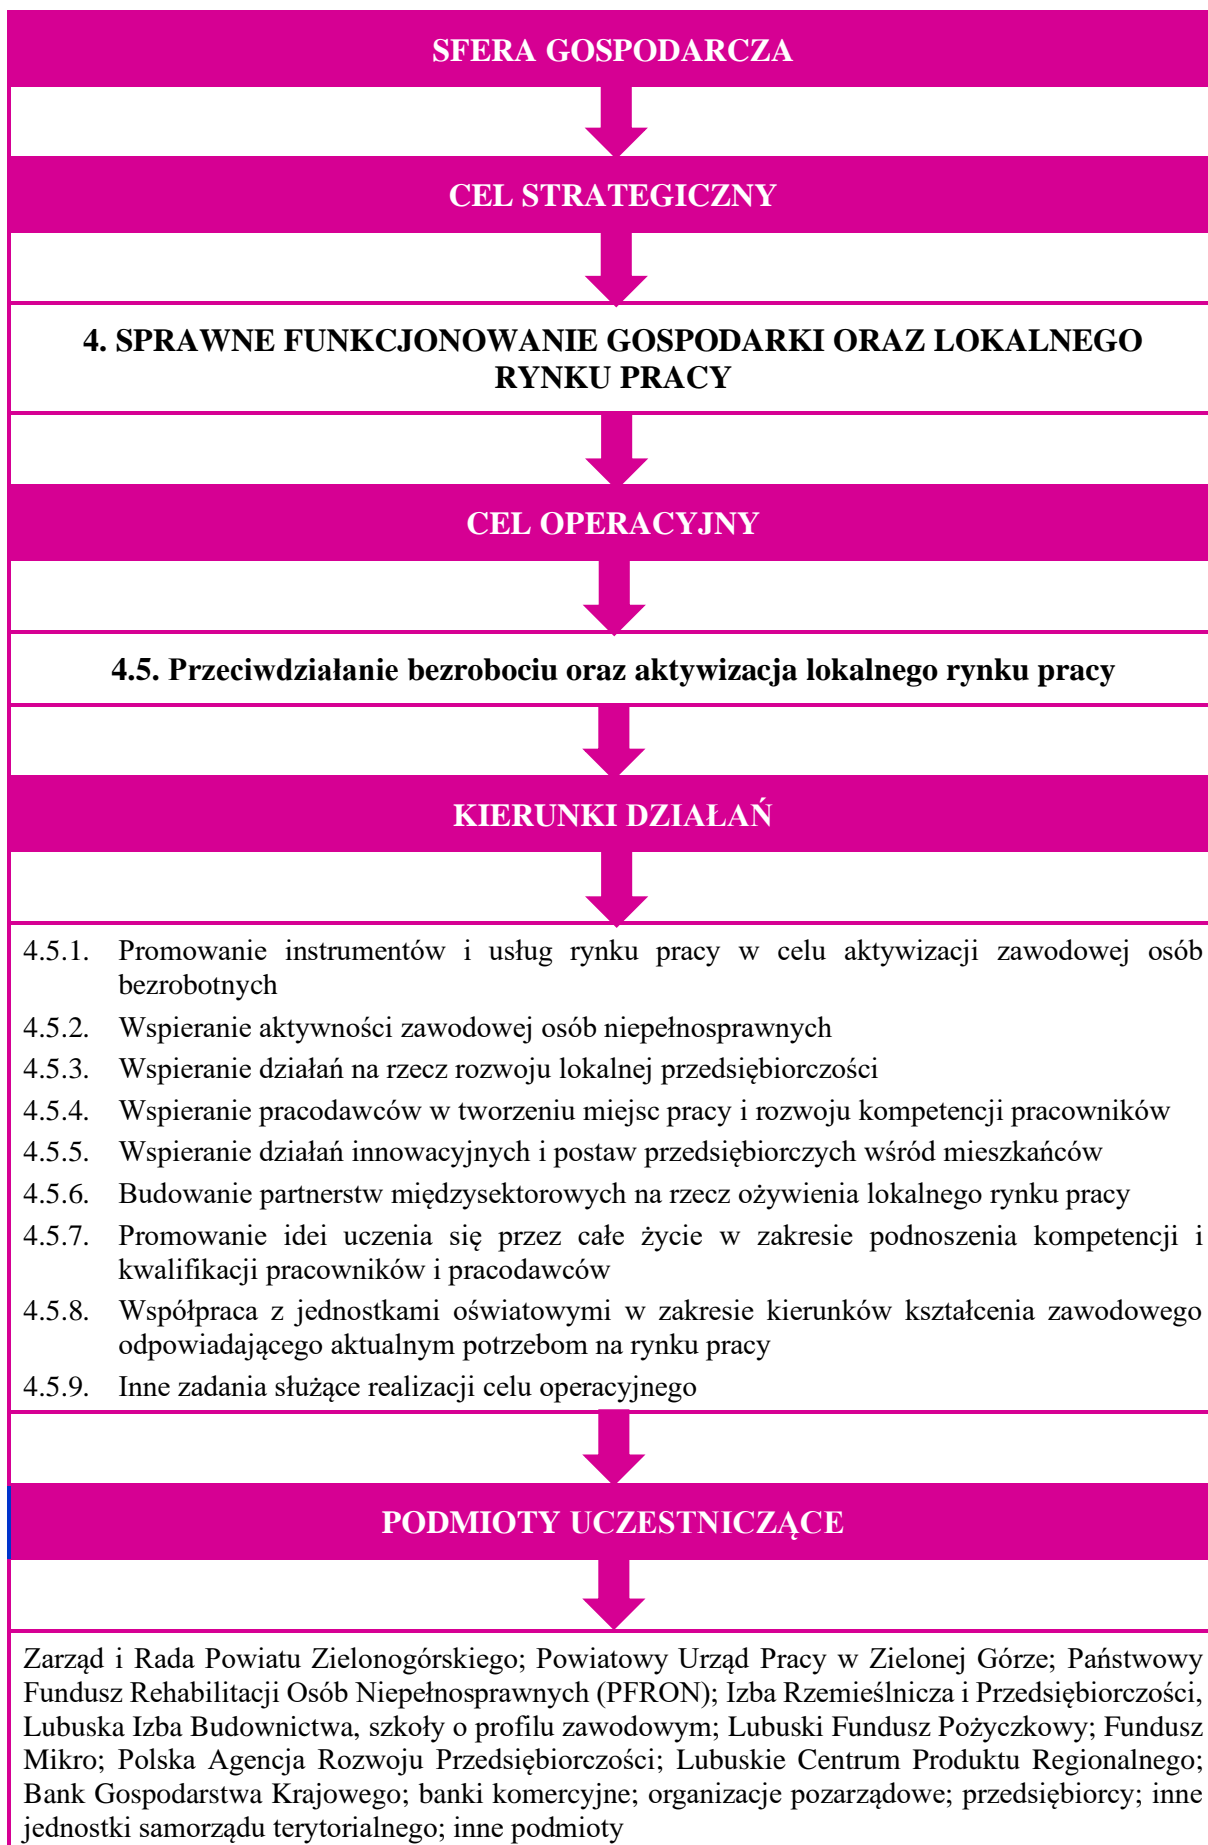 SFERA GOSPODARCZA
CEL STRATEGICZNY
4. SPRAWNE FUNKCJONOWANIE GOSPODARKI ORAZ LOKALNEGO
RYNKU PRACY
CEL OPERACYJNY
4.5. Przeciwdziałanie bezrobociu oraz aktywizacja lokalnego rynku pracy
KIERUNKI DZIAŁAŃ
4.5.1. Promowanie instrumentów i usług rynku pracy w celu aktywizacji zawodowej osób
bezrobotnych
4.5.2. Wspieranie aktywności zawodowej osób niepełnosprawnych
4.5.3. Wspieranie działań na rzecz rozwoju lokalnej przedsiębiorczości
4.5.4. Wspieranie pracodawców w tworzeniu miejsc pracy i rozwoju kompetencji pracowników
4.5.5. Wspieranie działań innowacyjnych i postaw przedsiębiorczych wśród mieszkańców
4.5.6. Budowanie partnerstw międzysektorowych na rzecz ożywienia lokalnego rynku pracy
4.5.7. Promowanie idei uczenia się przez całe życie w zakresie podnoszenia kompetencji i
kwalifikacji pracowników i pracodawców
4.5.8. Współpraca z jednostkami oświatowymi w zakresie kierunków kształcenia zawodowego
odpowiadającego aktualnym potrzebom na rynku pracy
4.5.9. Inne zadania służące realizacji celu operacyjnego
PODMIOTY UCZESTNICZĄCE
Zarząd i Rada Powiatu Zielonogórskiego; Powiatowy Urząd Pracy w Zielonej Górze; Państwowy
Fundusz Rehabilitacji Osób Niepełnosprawnych (PFRON); Izba Rzemieślnicza i Przedsiębiorczości,
Lubuska Izba Budownictwa, szkoły o profilu zawodowym; Lubuski Fundusz Pożyczkowy; Fundusz
Mikro; Polska Agencja Rozwoju Przedsiębiorczości; Lubuskie Centrum Produktu Regionalnego;
Bank Gospodarstwa Krajowego; banki komercyjne; organizacje pozarządowe; przedsiębiorcy; inne
jednostki samorządu terytorialnego; inne podmioty